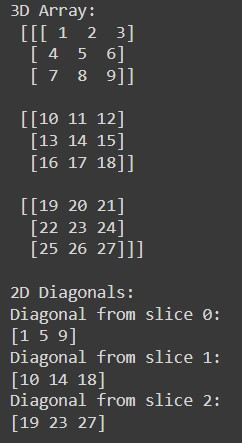 3D Array:
[[[ 1  2  3]
[ 4  5  6]
[ 7  8  9]]
[[10 11 12]
[13 14 15]
[16 17 18]]
[[19 20 21]
[22 23 24]
[25 26 27]]]
2D Diagonals:
Diagonal from slice 0:
[1 5 9]
Diagonal from slice 1:
[10 14 18]
Diagonal from slice 2:
[19 23 27]